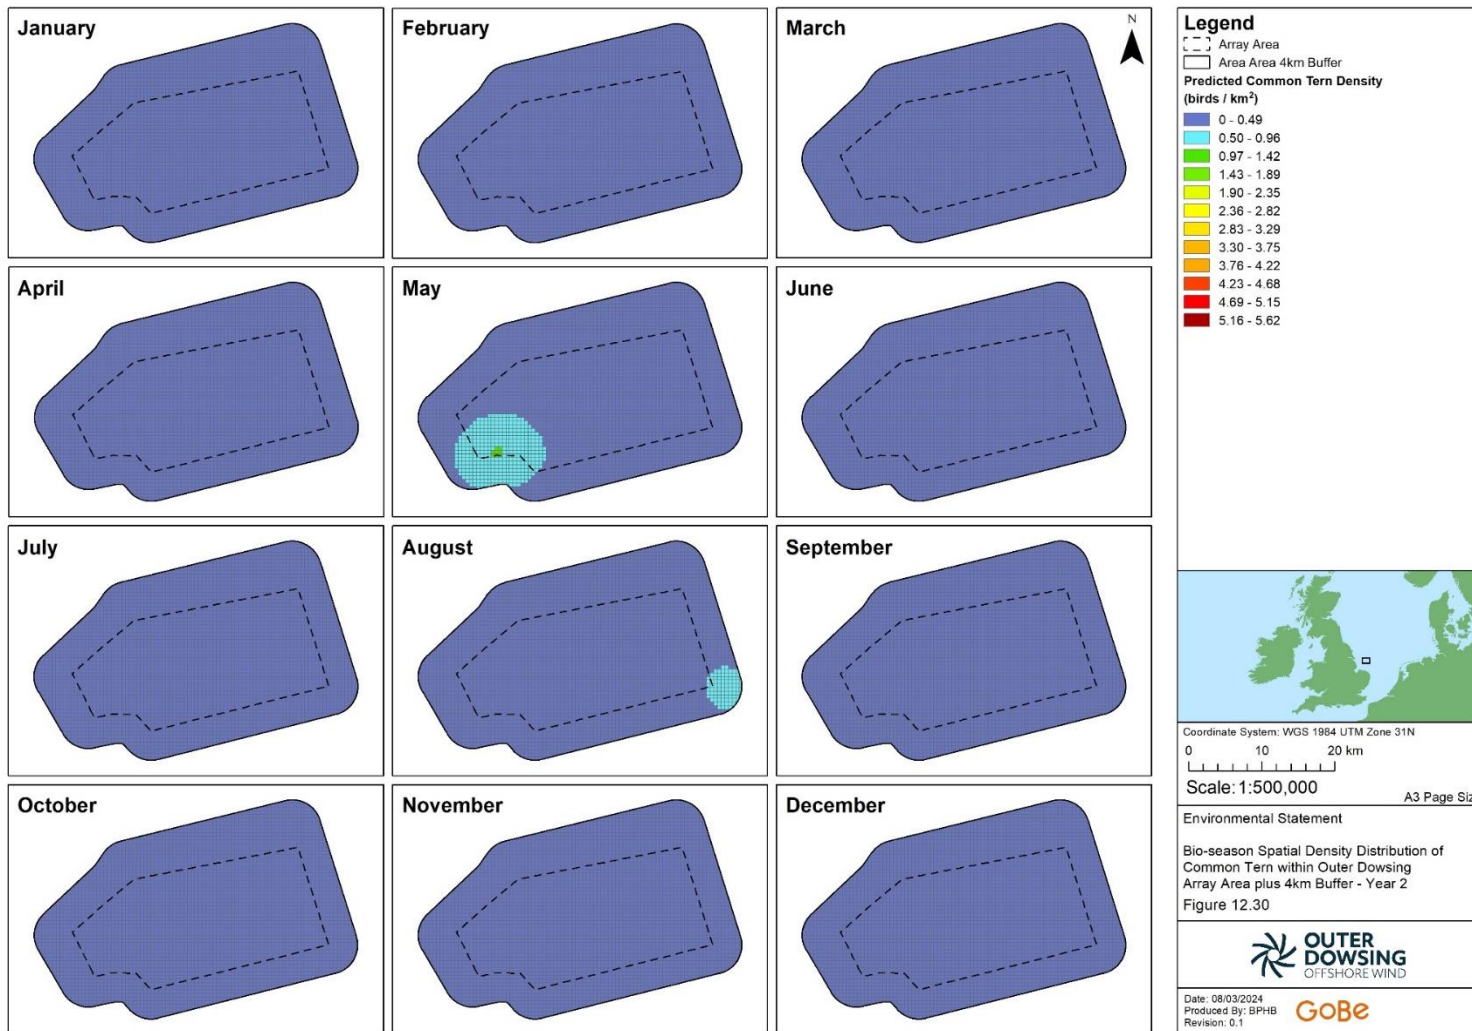 January
February
March
N
April
May
June
July
August
September
October
November
December
Legend
Array Area
Area Area 4km Buffer
Predicted Common Tern Density
(birds / km²)
0 - 0.49
0.50 - 0.96
0.97 - 1.42
1.43 - 1.89
1.90 - 2.35
2.36 - 2.82
2.83 - 3.29
3.30 - 3.75
3.76 - 4.22
4.23 - 4.68
4.69 - 5.15
5.16 - 5.62
Coordinate System: WGS 1984 UTM Zone 31N
0 10 20 km
Scale: 1:500,000
A3 Page Siz
Environmental Statement
Bio-season Spatial Density Distribution of
Common Tern within Outer Dowsing
Array Area plus 4km Buffer - Year 2
Figure 12.30
OUTER
DOWSING
OFFSHORE WIND
Date: 08/03/2024
Produced By: BPHB
Revision: 0.1
GoBe